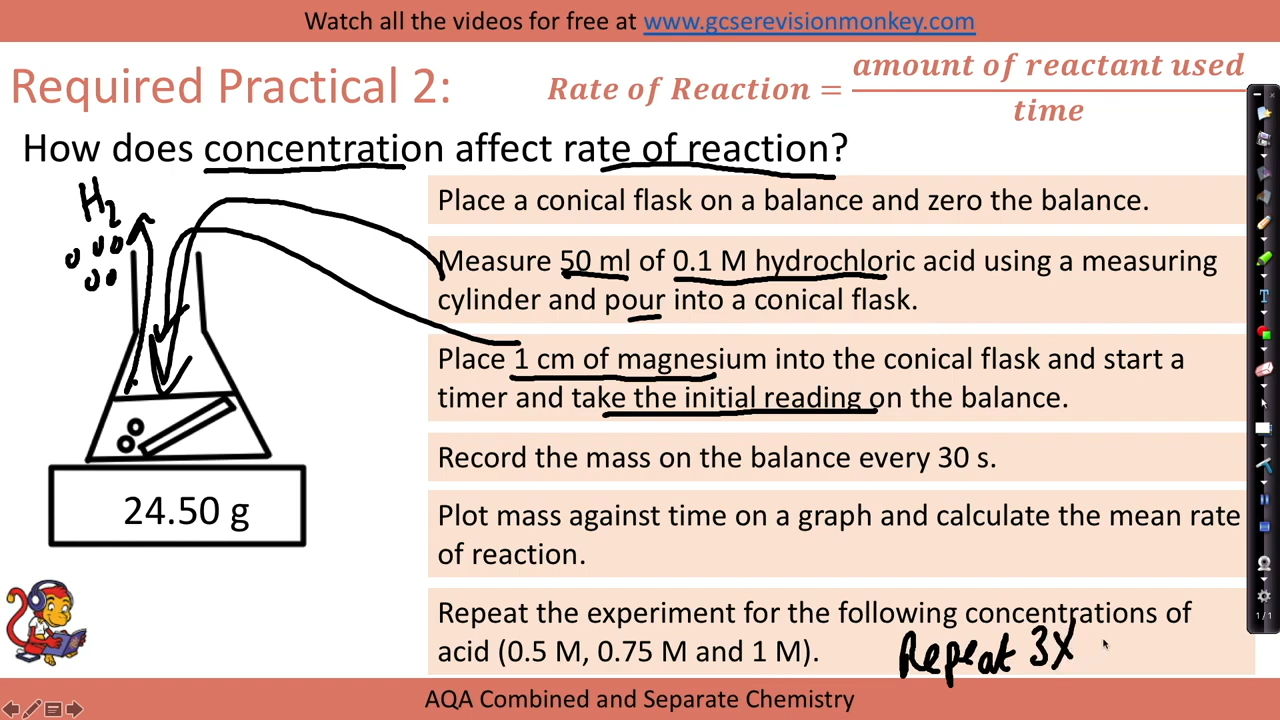 Watch all the videos for free at www.gcserevisionmonkey.com
Required Practical 2:
Rate of Reaction = amount of reactant used / time
How does concentration affect rate of reaction?
H2
Place a conical flask on a balance and zero the balance.
Measure 50 ml of 0.1 M hydrochloric acid using a measuring
cylinder and pour into a conical flask.
Place 1 cm of magnesium into the conical flask and start a
timer and take the initial reading on the balance.
Record the mass on the balance every 30 s.
24.50 g
Plot mass against time on a graph and calculate the mean rate
of reaction.
Repeat the experiment for the following concentrations of
acid (0.5 M, 0.75 M and 1 M).
Repeat 3X
AQA Combined and Separate Chemistry
1/1